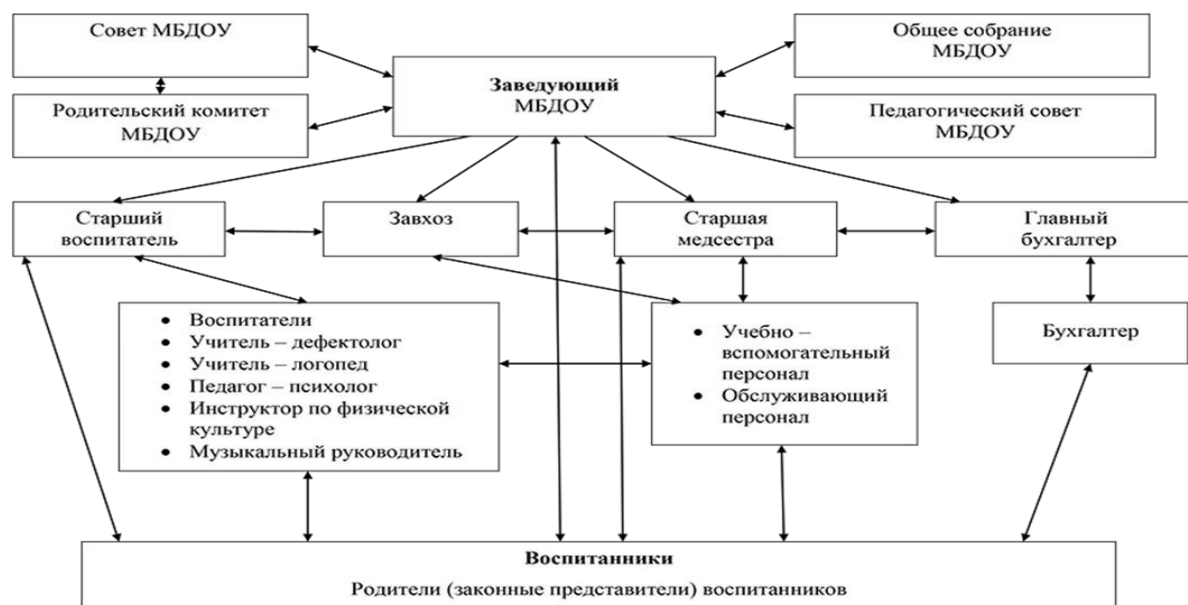 Совет МБДОУ
Общее собрание
МБДОУ
Заведующий
МБДОУ
Родительский комитет
МБДОУ
Педагогический совет
МБДОУ
Старший
воспитатель
Завхоз
Старшая
медсестра
Главный
бухгалтер
• Воспитатели
• Учитель – дефектолог
• Учитель – логопед
• Педагог – психолог
• Инструктор по физической
культуре
• Музыкальный руководитель
• Учебно –
вспомогательный
персонал
• Обслуживающий
персонал
Бухгалтер
Воспитанники
Родители (законные представители) воспитанников